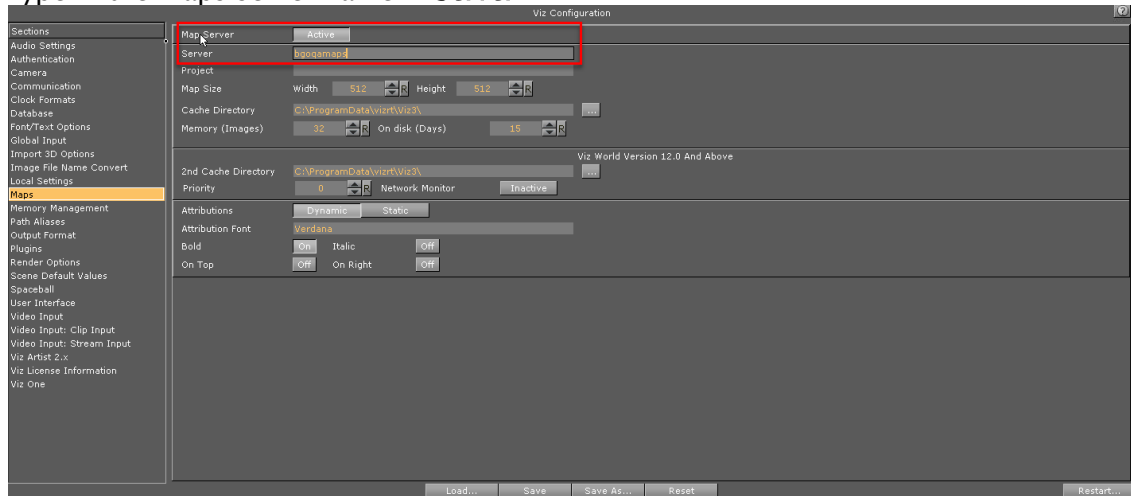 Viz Configuration
Sections
Audio Settings
Authentication
Camera
Communication
Clock Formats
Database
Font/Text Options
Global Input
Import 3D Options
Image File Name Convert
Local Settings
Maps
Memory Management
Path Aliases
Output Format
Plugins
Render Options
Scene Default Values
Spaceball
User Interface
Video Input
Video Input: Clip Input
Video Input: Stream Input
Viz Artist 2.x
Viz License Information
Viz One
Map Server Active
Server bgoqamaps
Project
Map Size Width 512 R Height 512 R
Cache Directory C:\ProgramData\vizrt\Viz3\ ...
Memory (Images) 32 R On disk (Days) 15 R
Viz World Version 12.0 And Above
2nd Cache Directory C:\ProgramData\vizrt\Viz3\ ...
Priority 0 R Network Monitor Inactive
Attributions Dynamic Static
Attribution Font Verdana
Bold On Italic Off
On Top Off On Right Off
Load... Save Save As... Reset Restart...